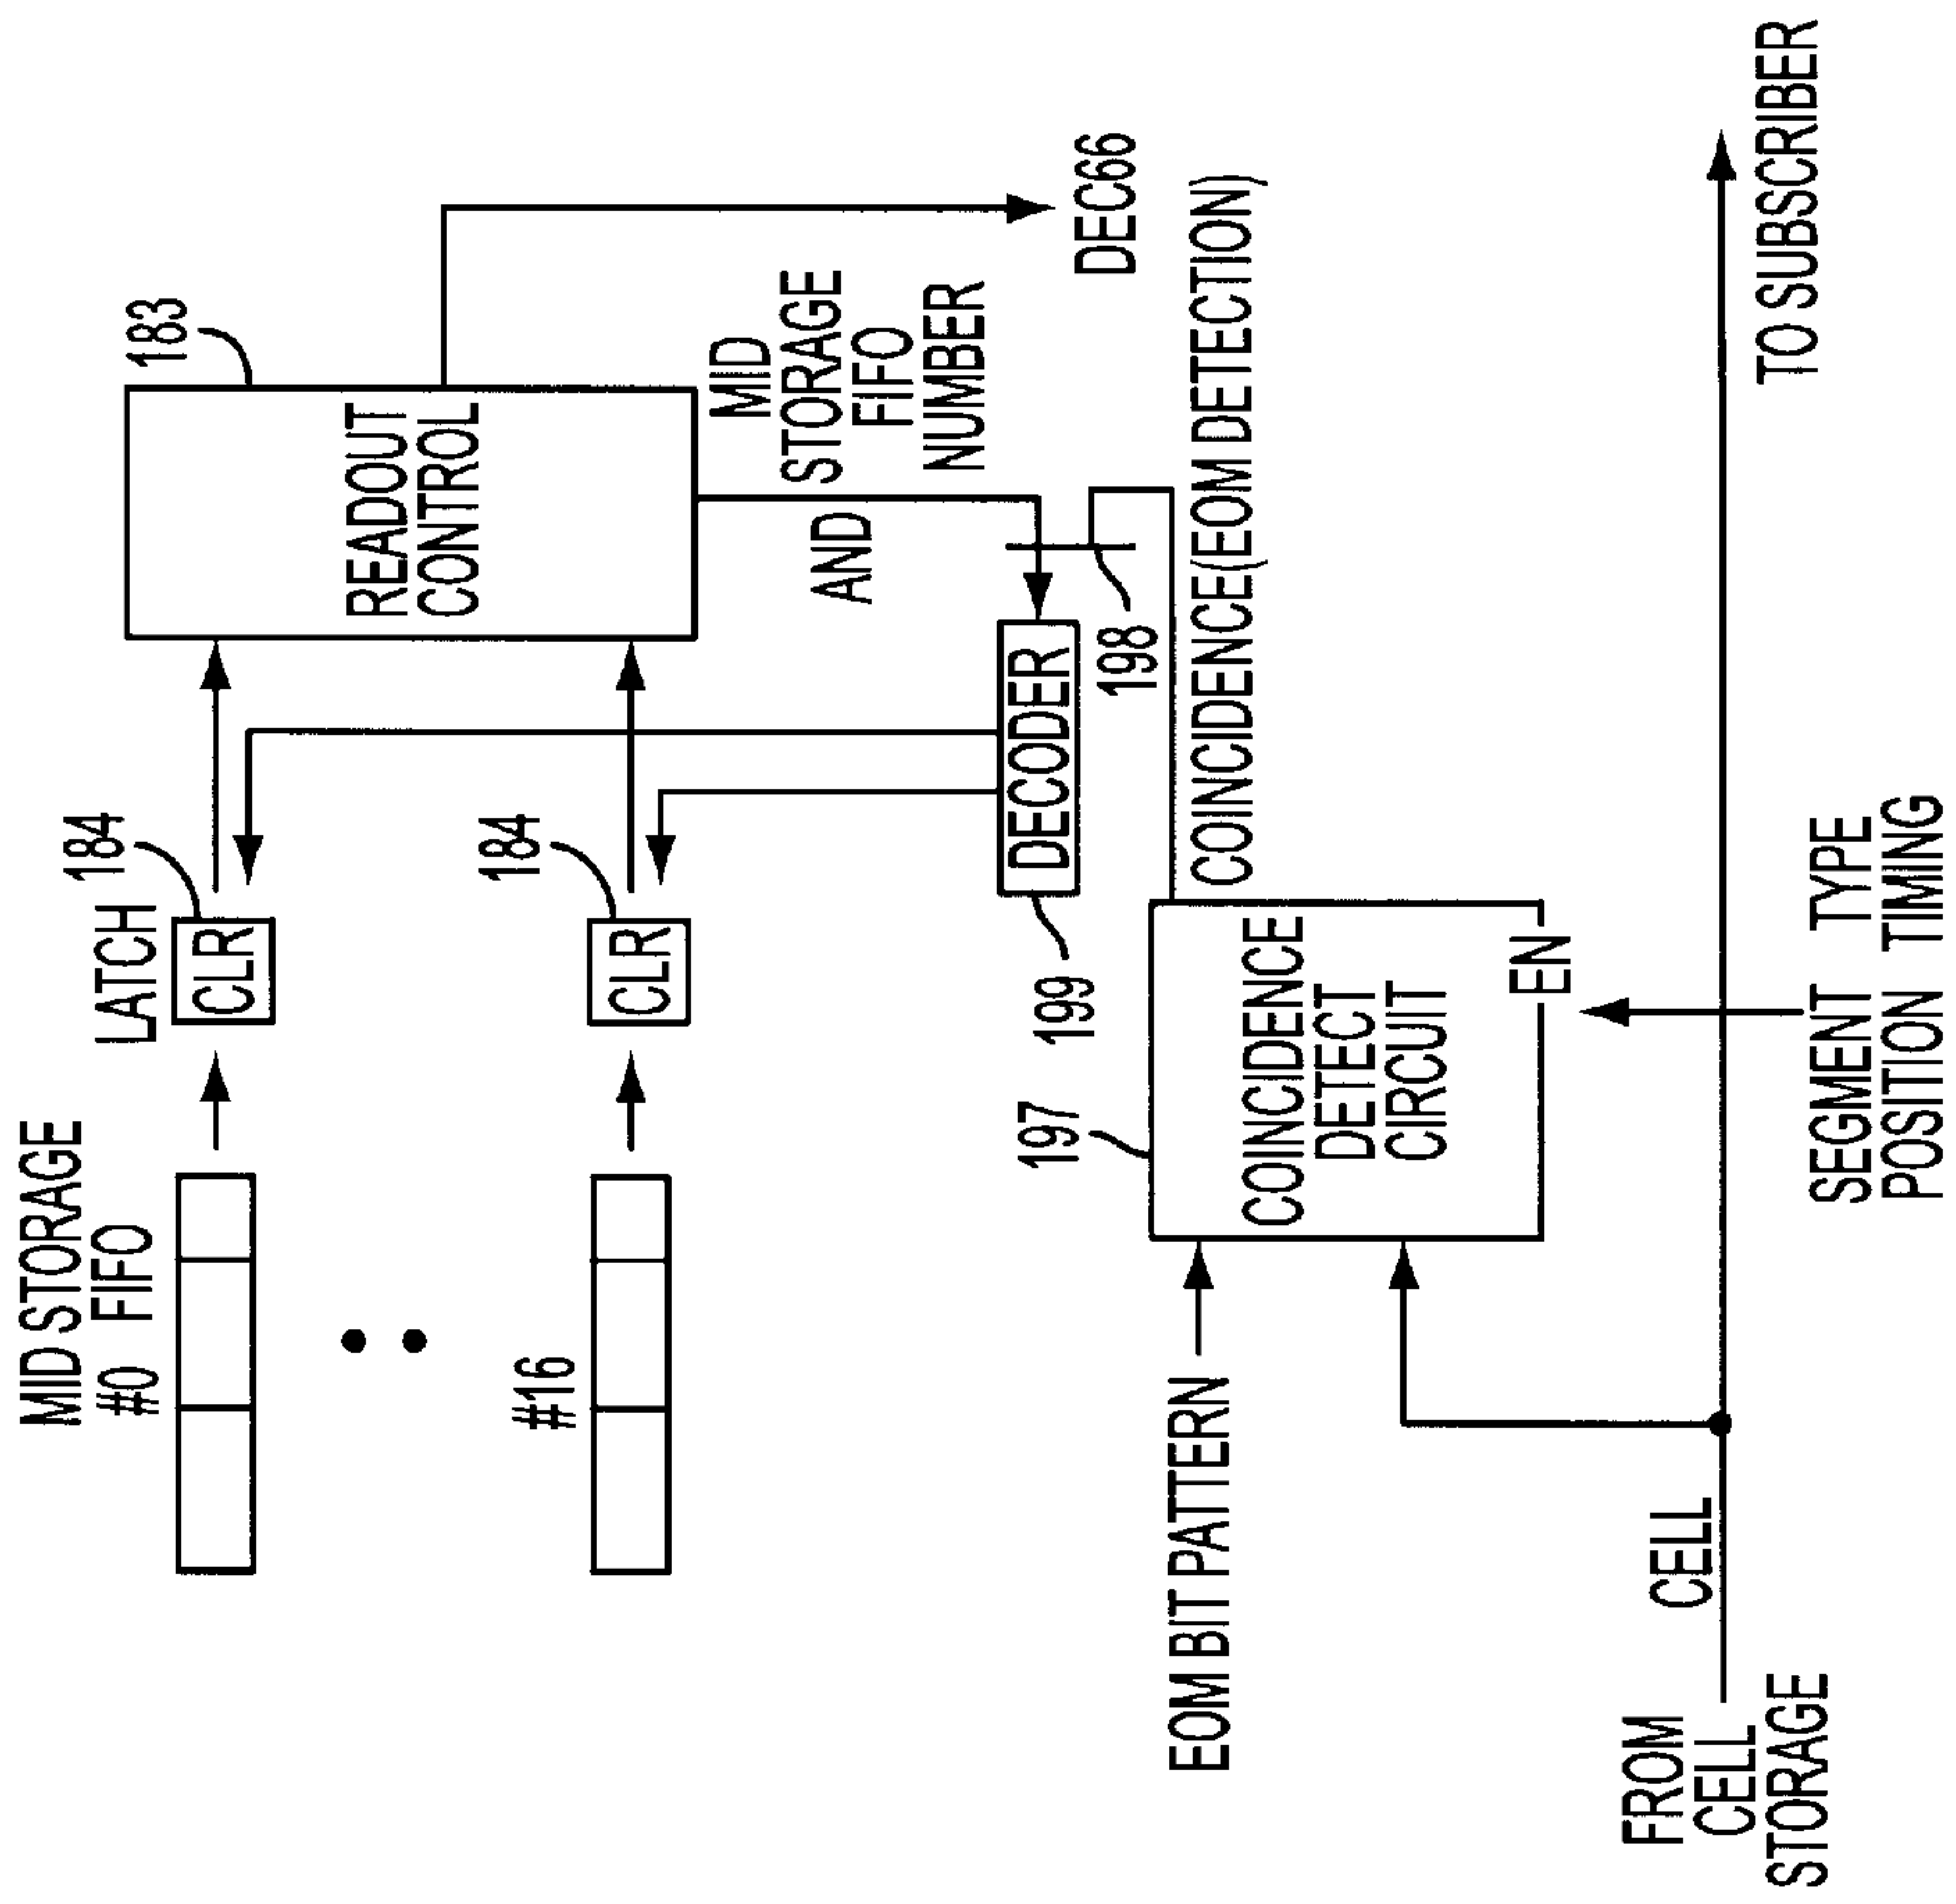 MID STORAGE
FIFO
#0
LATCH
184
CLR
#16
184
CLR
183
READOUT
CONTROL
MID
STORAGE
FIFO
NUMBER
AND
DEC66
DECODER
199
198
COINCIDENCE(EOM DETECTION)
197
COINCIDENCE
DETECT
CIRCUIT
EN
EOM BIT PATTERN
SEGMENT TYPE
POSITION TIMING
FROM
CELL
STORAGE
CELL
TO SUBSCRIBER